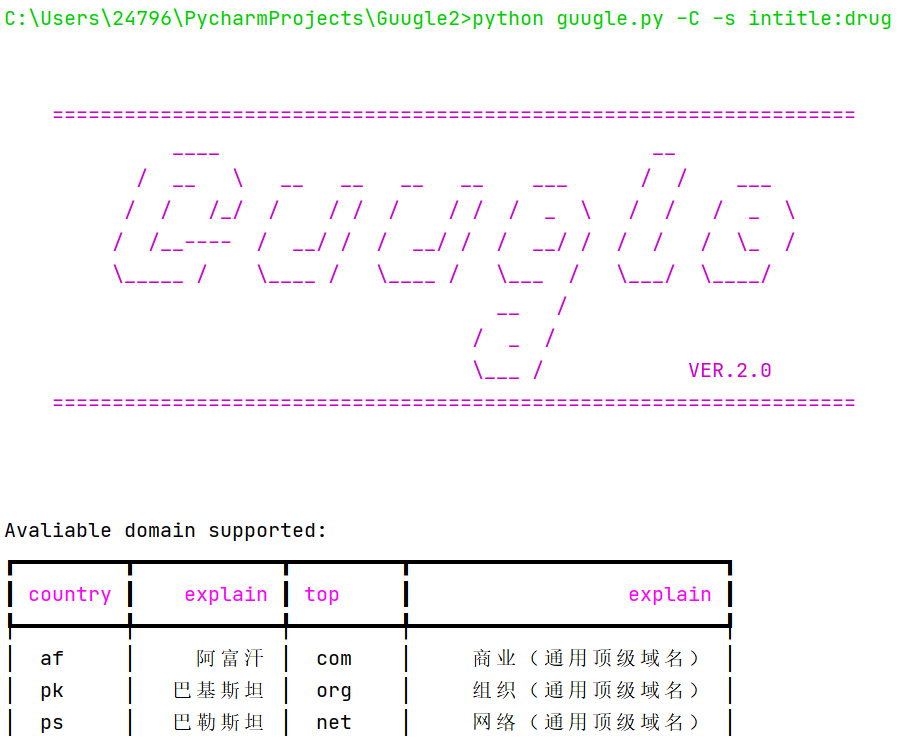 C:\Users\24796\PycharmProjects\Guugle2>python guugle.py -C -s intitle:drug
VER.2.0
Avaliable domain supported:
country explain top explain
af 阿富汗 com 商业（通用顶级域名）
pk 巴基斯坦 org 组织（通用顶级域名）
ps 巴勒斯坦 net 网络（通用顶级域名）